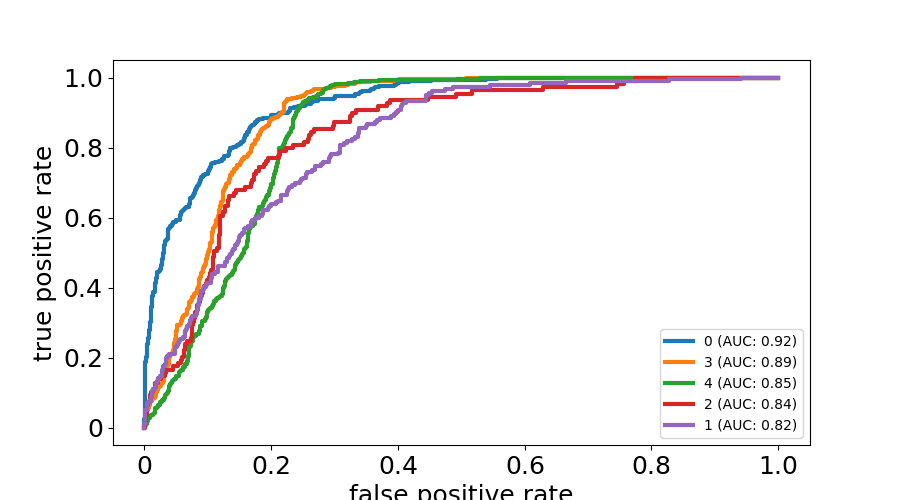 1.0
0.8
0.6
0.4
0.2
0
true positive rate
0 (AUC: 0.92)
3 (AUC: 0.89)
4 (AUC: 0.85)
2 (AUC: 0.84)
1 (AUC: 0.82)
0 0.2 0.4 0.6 0.8 1.0
false positive rate